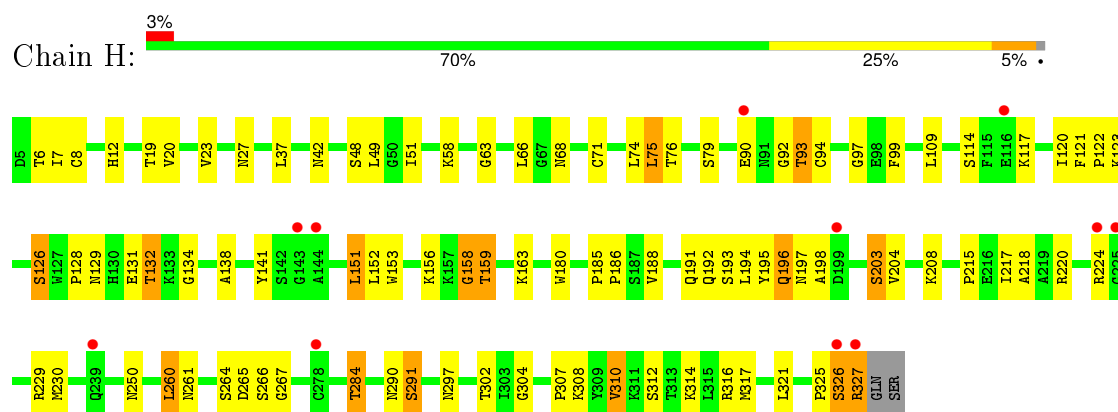 3%
Chain H:
70% 25% 5% •
D5 T6 I7 C8 H12 T19 V20 V23 N27 L37 N42 S48 L49 G50 I51 K58 G63 L66 G67 N68 C71 L74 L75 T76 S79 E90 N91 G92 T93 C94 G97 E98 F99 L109 S114 F115 E116 K117 I120 F121 P122 K123
S126 W127 P128 N129 H130 E131 T132 K133 G134 A138 Y141 S142 G143 A144 L151 L152 W153 K156 K157 G158 T159 K163 W180 P185 P186 S187 V188 Q191 Q192 S193 L194 Y195 Q196 N197 A198 D199 S203 V204 K208 P215 E216 I217 A218 A219 R220 R224
R229 M230 Q239 N250 L260 N261 S264 D265 S266 G267 C278 T284 N290 S291 N297 T302 I303 G304 P307 K308 Y309 V310 K311 S312 T313 K314 L315 R316 M317 L321 P325 S326 R327 GLN SER